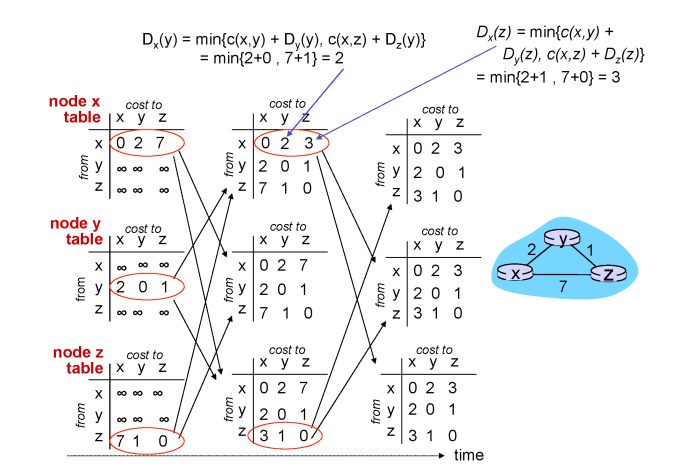 Dx(y) = min{c(x,y) + Dy(y), c(x,z) + Dz(y)}
= min{2+0 , 7+1} = 2
Dx(z) = min{c(x,y) +
Dy(z), c(x,z) + Dz(z)}
= min{2+1 , 7+0} = 3
node x
table
cost to
x y z
from
x 0 2 7
y ∞ ∞ ∞
z ∞ ∞ ∞
cost to
x y z
from
x 0 2 3
y 2 0 1
z 7 1 0
cost to
x y z
from
x 0 2 3
y 2 0 1
z 3 1 0
node y
table
cost to
x y z
from
x ∞ ∞ ∞
y 2 0 1
z ∞ ∞ ∞
cost to
x y z
from
x 0 2 7
y 2 0 1
z 7 1 0
cost to
x y z
from
x 0 2 3
y 2 0 1
z 3 1 0
node z
table
cost to
x y z
from
x ∞ ∞ ∞
y ∞ ∞ ∞
z 7 1 0
cost to
x y z
from
x 0 2 7
y 2 0 1
z 3 1 0
cost to
x y z
from
x 0 2 3
y 2 0 1
z 3 1 0
time
y
2 1
x z
7